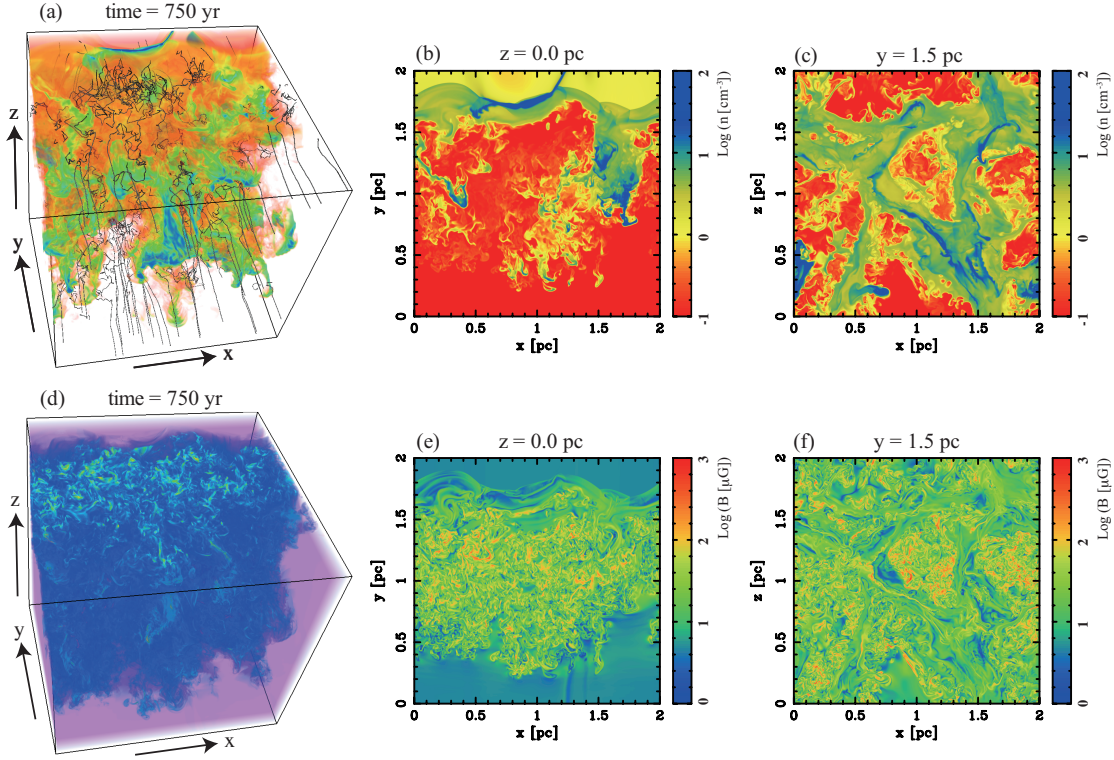 (a)
time = 750 yr
z
y
x
(b)
z = 0.0 pc
2
1.5
1
0.5
0
y [pc]
0
0.5
1
1.5
2
x [pc]
2
1
0
-1
Log (n [cm⁻³])
(c)
y = 1.5 pc
2
1.5
1
0.5
0
z [pc]
0
0.5
1
1.5
2
x [pc]
2
1
0
-1
Log (n [cm⁻³])
(d)
time = 750 yr
z
y
x
(e)
z = 0.0 pc
2
1.5
1
0.5
0
y [pc]
0
0.5
1
1.5
2
x [pc]
3
2
1
0
Log (B [μG])
(f)
y = 1.5 pc
2
1.5
1
0.5
0
z [pc]
0
0.5
1
1.5
2
x [pc]
3
2
1
0
Log (B [μG])